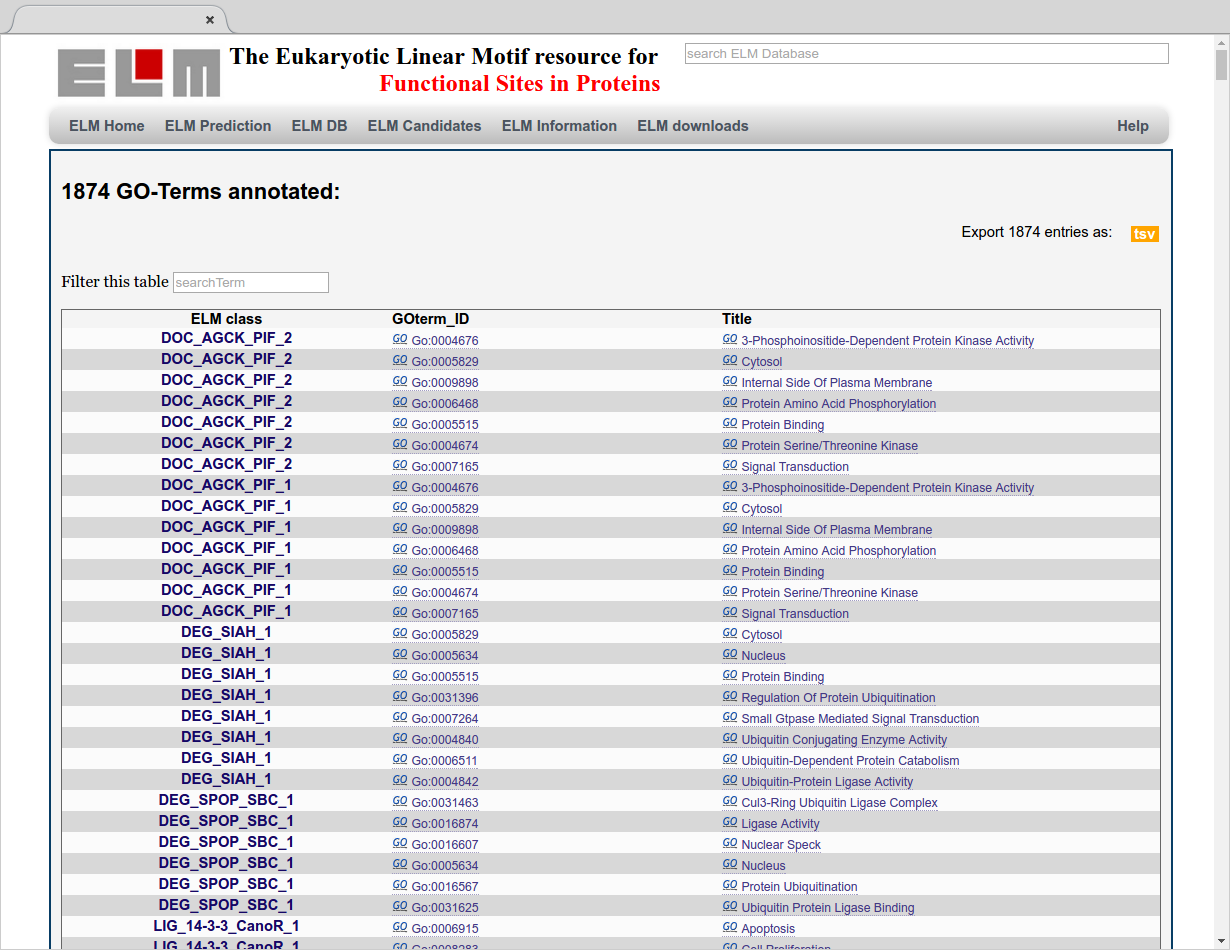 ELM The Eukaryotic Linear Motif resource for
Functional Sites in Proteins
search ELM Database
ELM Home ELM Prediction ELM DB ELM Candidates ELM Information ELM downloads Help
1874 GO-Terms annotated:
Export 1874 entries as: tsv
Filter this table searchTerm
ELM class GOterm_ID Title
DOC_AGCK_PIF_2 GO Go:0004676 GO 3-Phosphoinositide-Dependent Protein Kinase Activity
DOC_AGCK_PIF_2 GO Go:0005829 GO Cytosol
DOC_AGCK_PIF_2 GO Go:0009898 GO Internal Side Of Plasma Membrane
DOC_AGCK_PIF_2 GO Go:0006468 GO Protein Amino Acid Phosphorylation
DOC_AGCK_PIF_2 GO Go:0005515 GO Protein Binding
DOC_AGCK_PIF_2 GO Go:0004674 GO Protein Serine/Threonine Kinase
DOC_AGCK_PIF_2 GO Go:0007165 GO Signal Transduction
DOC_AGCK_PIF_1 GO Go:0004676 GO 3-Phosphoinositide-Dependent Protein Kinase Activity
DOC_AGCK_PIF_1 GO Go:0005829 GO Cytosol
DOC_AGCK_PIF_1 GO Go:0009898 GO Internal Side Of Plasma Membrane
DOC_AGCK_PIF_1 GO Go:0006468 GO Protein Amino Acid Phosphorylation
DOC_AGCK_PIF_1 GO Go:0005515 GO Protein Binding
DOC_AGCK_PIF_1 GO Go:0004674 GO Protein Serine/Threonine Kinase
DOC_AGCK_PIF_1 GO Go:0007165 GO Signal Transduction
DEG_SIAH_1 GO Go:0005829 GO Cytosol
DEG_SIAH_1 GO Go:0005634 GO Nucleus
DEG_SIAH_1 GO Go:0005515 GO Protein Binding
DEG_SIAH_1 GO Go:0031396 GO Regulation Of Protein Ubiquitination
DEG_SIAH_1 GO Go:0007264 GO Small Gtpase Mediated Signal Transduction
DEG_SIAH_1 GO Go:0004840 GO Ubiquitin Conjugating Enzyme Activity
DEG_SIAH_1 GO Go:0006511 GO Ubiquitin-Dependent Protein Catabolism
DEG_SIAH_1 GO Go:0004842 GO Ubiquitin-Protein Ligase Activity
DEG_SPOP_SBC_1 GO Go:0031463 GO Cul3-Ring Ubiquitin Ligase Complex
DEG_SPOP_SBC_1 GO Go:0016874 GO Ligase Activity
DEG_SPOP_SBC_1 GO Go:0016607 GO Nuclear Speck
DEG_SPOP_SBC_1 GO Go:0005634 GO Nucleus
DEG_SPOP_SBC_1 GO Go:0016567 GO Protein Ubiquitination
DEG_SPOP_SBC_1 GO Go:0031625 GO Ubiquitin Protein Ligase Binding
LIG_14-3-3_CanoR_1 GO Go:0006915 GO Apoptosis
LIG_14-3-3_CanoR_1 GO Go:0008283 GO Cell Proliferation